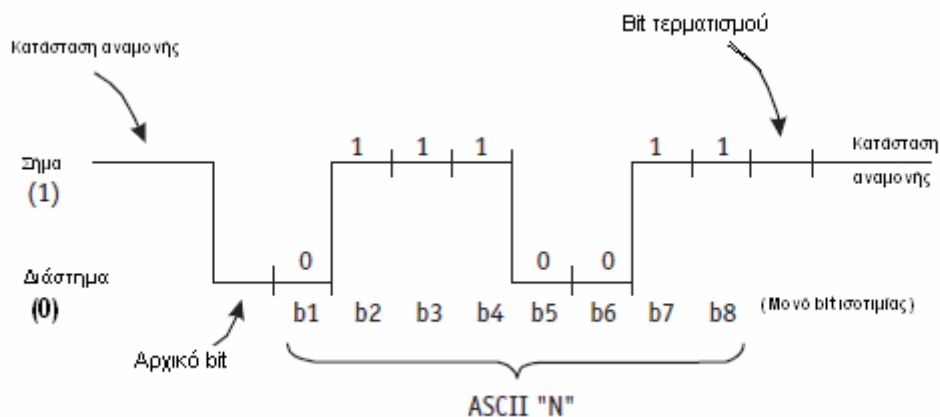 Bit τερματισμού
Κατάσταση αναμονής
1 1 1 1 1
Κατάσταση
Σήμα
(1)
αναμονής
0 0 0
Διάστημα
(0)
b1 b2 b3 b4 b5 b6 b7 b8 (Μονό bit ισοτιμίας)
Αρχικό bit
ASCII "N"